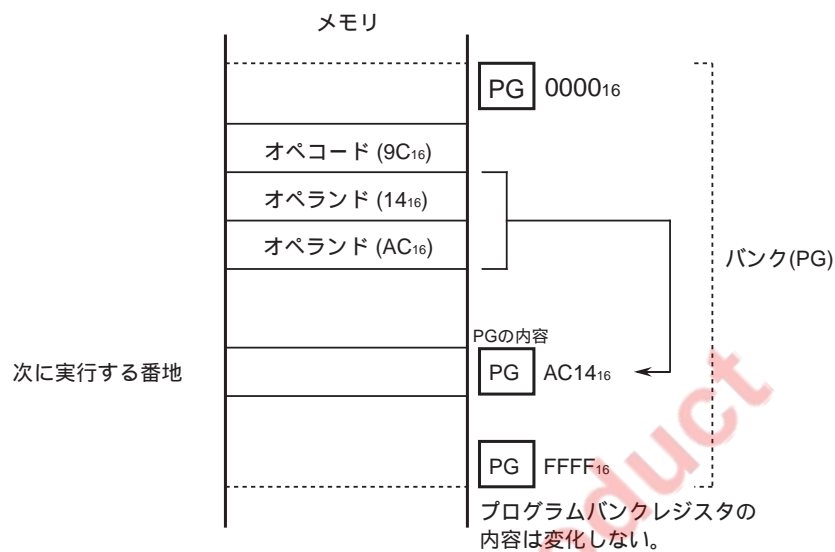 メモリ
PG 0000₁₆
オペコード (9C₁₆)
オペランド (14₁₆)
オペランド (AC₁₆)
バンク(PG)
PGの内容
次に実行する番地
PG AC14₁₆
PG FFFF₁₆
プログラムバンクレジスタの
内容は変化しない。